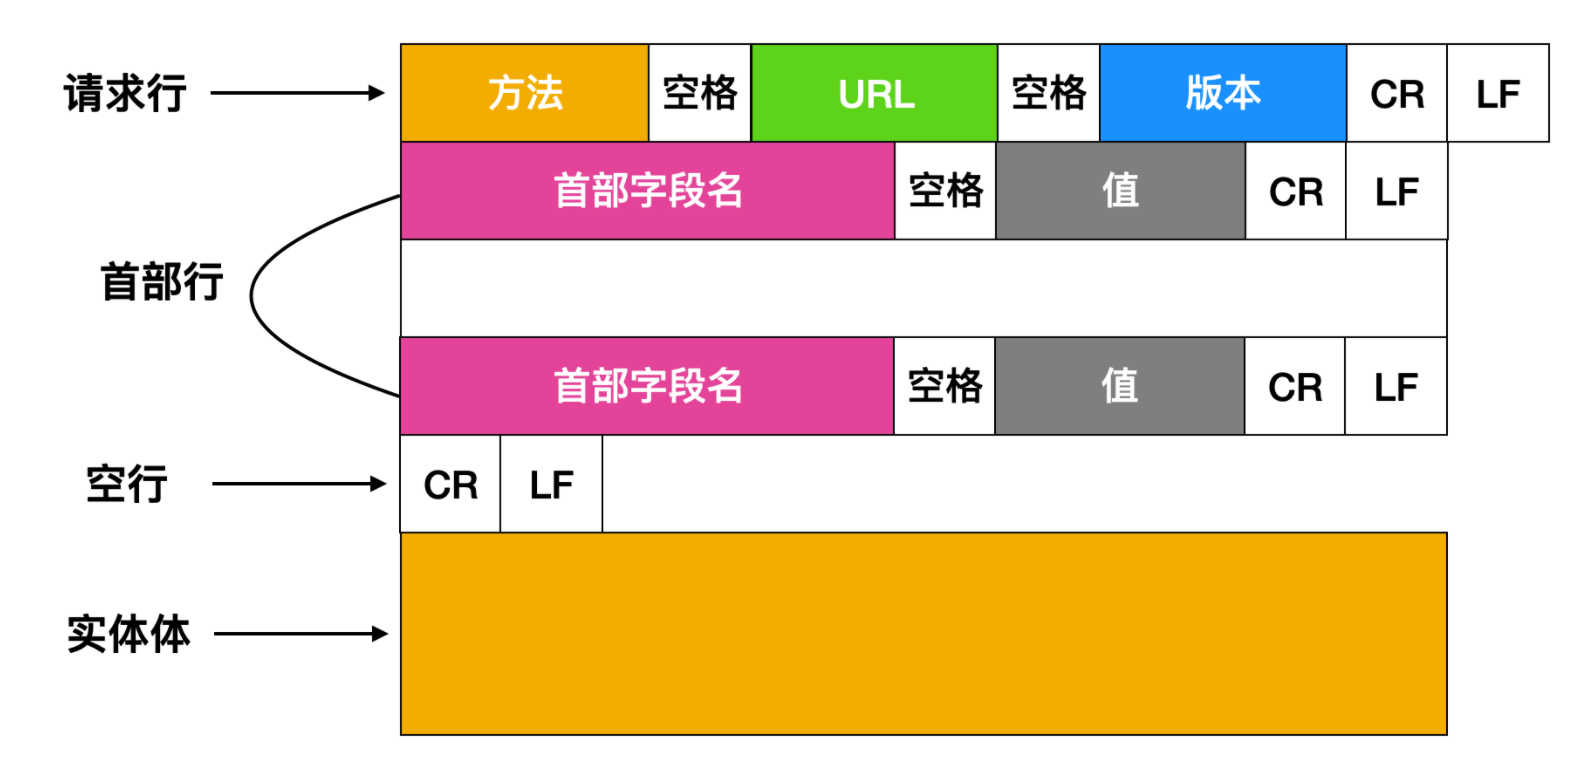 请求行 方法 空格 URL 空格 版本 CR LF
首部字段名 空格 值 CR LF
首部行
首部字段名 空格 值 CR LF
空行 CR LF
实体体